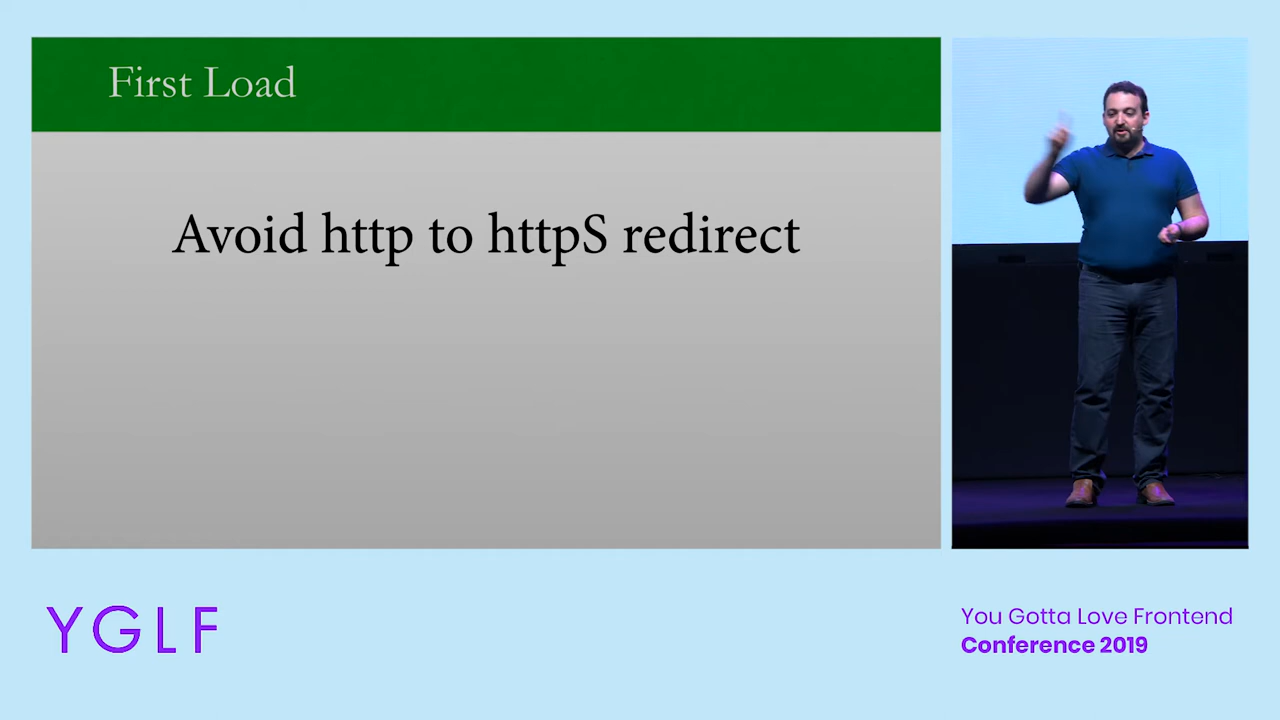 First Load
Avoid http to httpS redirect
YGLF
You Gotta Love Frontend
Conference 2019